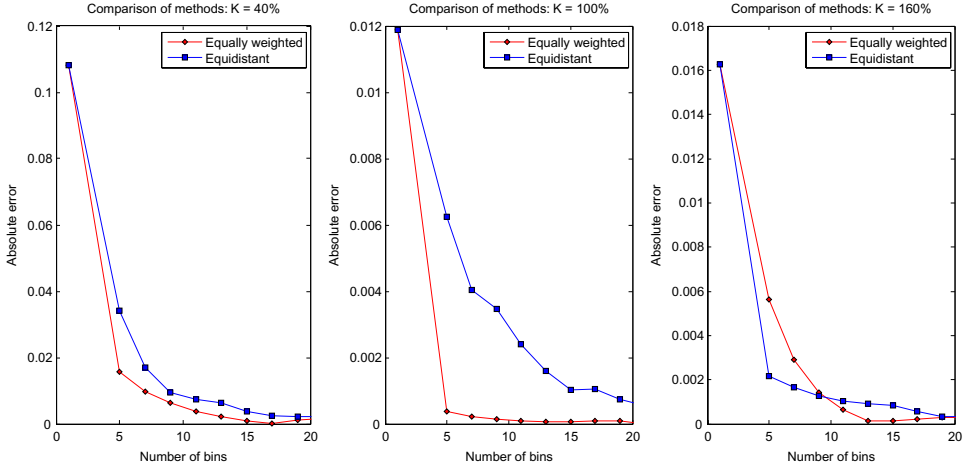 Comparison of methods: K = 40%
0.12
0.1
0.08
0.06
0.04
0.02
0
Absolute error
Equally weighted
Equidistant
0
5
10
15
20
Number of bins
Comparison of methods: K = 100%
0.012
0.01
0.008
0.006
0.004
0.002
0
Absolute error
Equally weighted
Equidistant
0
5
10
15
20
Number of bins
Comparison of methods: K = 160%
0.018
0.016
0.014
0.012
0.01
0.008
0.006
0.004
0.002
0
Absolute error
Equally weighted
Equidistant
0
5
10
15
20
Number of bins